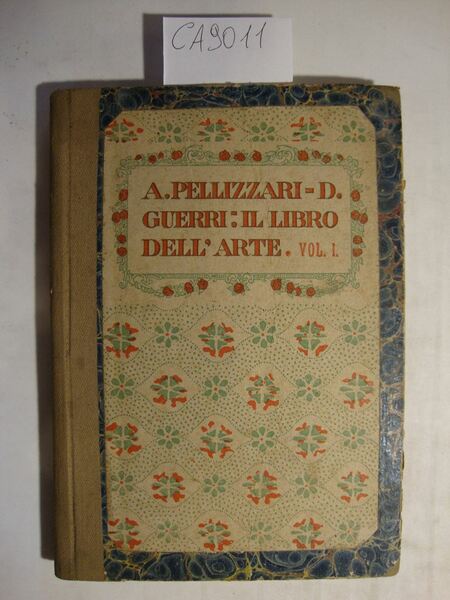 CA9011
A. PELLIZZARI = D.
GUERRI: IL LIBRO
DELL'ARTE. VOL. I.